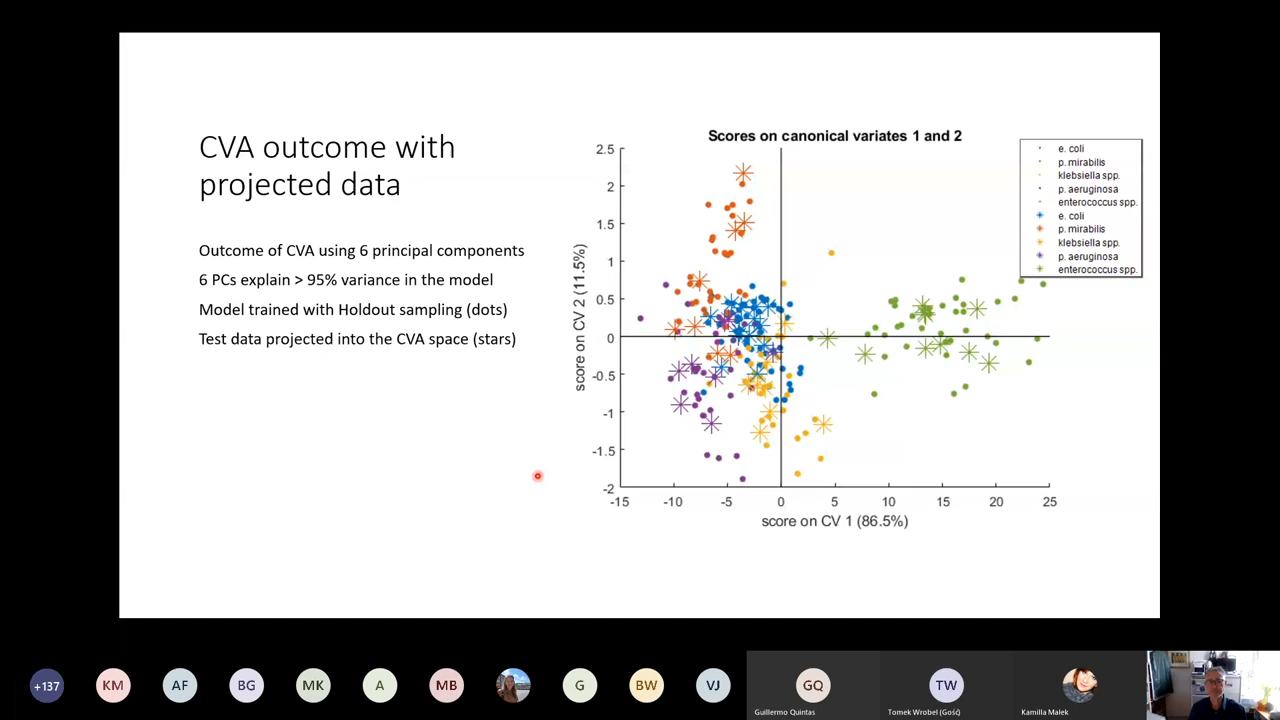 CVA outcome with
projected data
Outcome of CVA using 6 principal components
6 PCs explain > 95% variance in the model
Model trained with Holdout sampling (dots)
Test data projected into the CVA space (stars)
Scores on canonical variates 1 and 2
score on CV 2 (11.5%)
2.5
2
1.5
1
0.5
0
-0.5
-1
-1.5
-2
-15 -10 -5 0 5 10 15 20 25
score on CV 1 (86.5%)
e. coli
p. mirabilis
klebsiella spp.
p. aeruginosa
enterococcus spp.
e. coli
p. mirabilis
klebsiella spp.
p. aeruginosa
enterococcus spp.
+137 KM AF BG MK A MB G BW VJ GQ TW
Guillermo Quintas Tomek Wrobel (Gość) Kamilla Małek